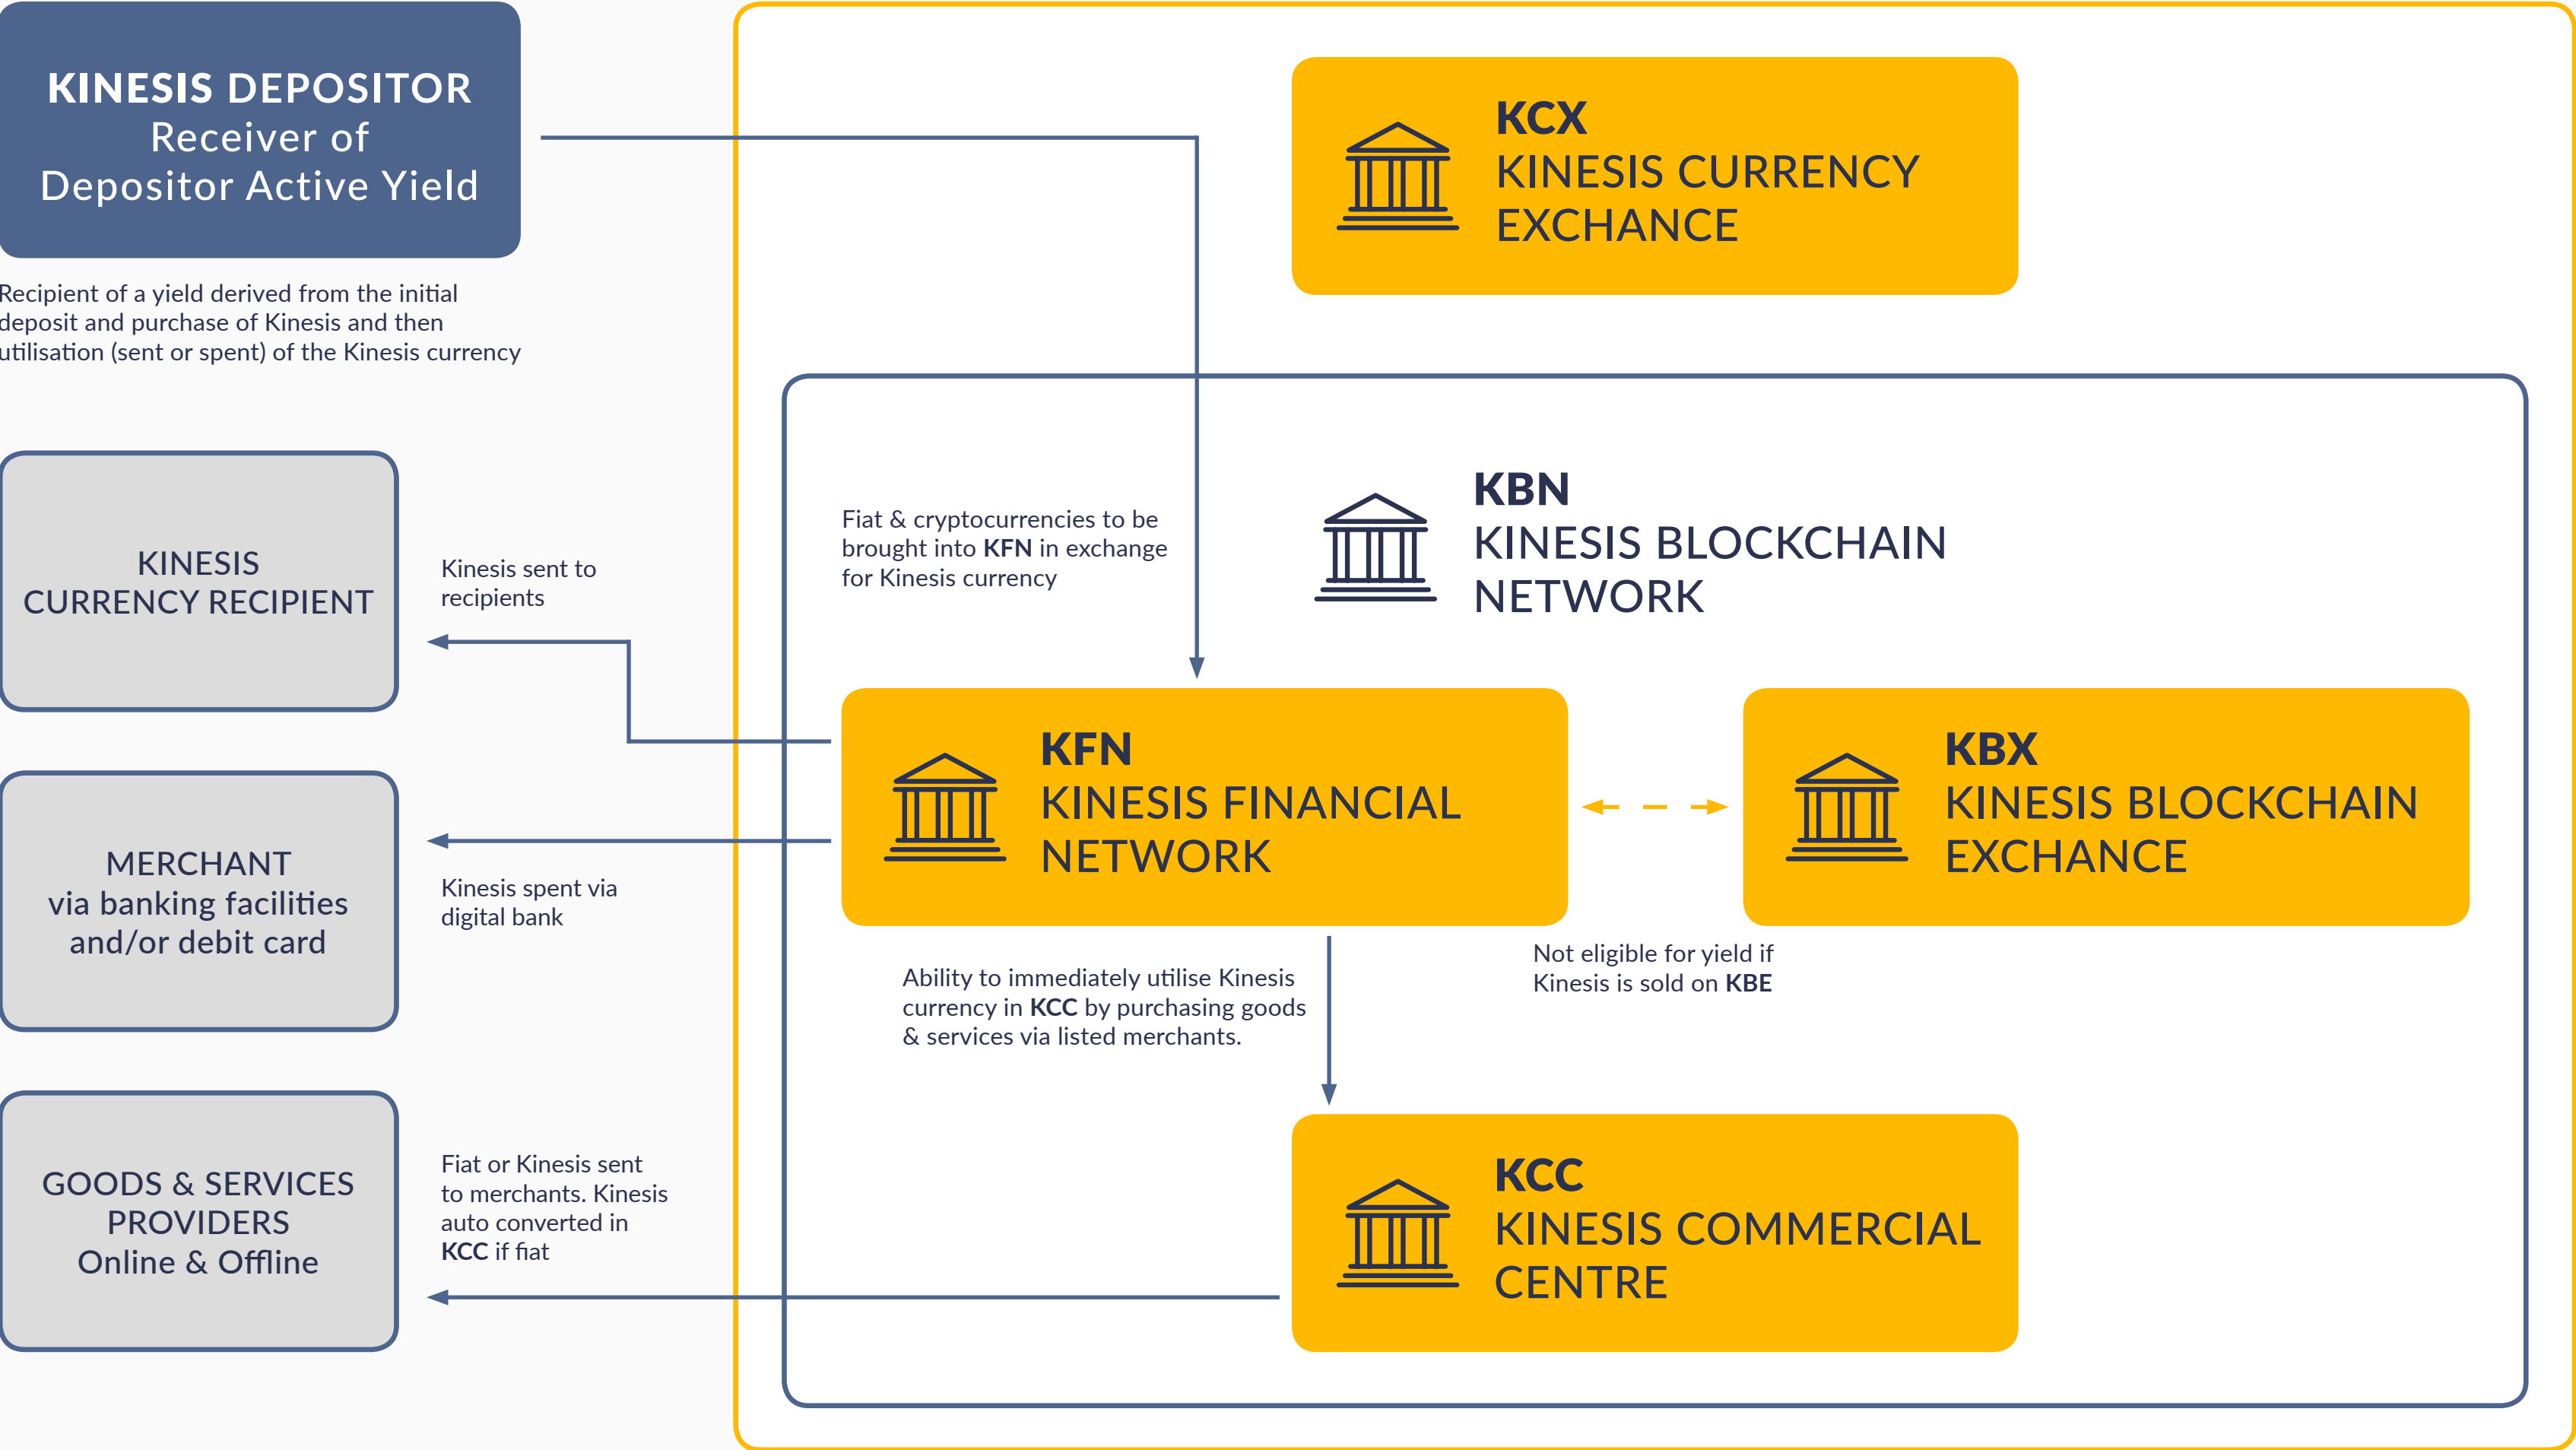 KINESIS DEPOSITOR
Receiver of
Depositor Active Yield
Recipient of a yield derived from the initial
deposit and purchase of Kinesis and then
utilisation (sent or spent) of the Kinesis currency
KCX
KINESIS CURRENCY
EXCHANCE
KBN
KINESIS BLOCKCHAIN
NETWORK
Fiat & cryptocurrencies to be
brought into KFN in exchange
for Kinesis currency
KINESIS
CURRENCY RECIPIENT
Kinesis sent to
recipients
KFN
KINESIS FINANCIAL
NETWORK
KBX
KINESIS BLOCKCHAIN
EXCHANCE
MERCHANT
via banking facilities
and/or debit card
Kinesis spent via
digital bank
Ability to immediately utilise Kinesis
currency in KCC by purchasing goods
& services via listed merchants.
Not eligible for yield if
Kinesis is sold on KBE
GOODS & SERVICES
PROVIDERS
Online & Offline
Fiat or Kinesis sent
to merchants. Kinesis
auto converted in
KCC if fiat
KCC
KINESIS COMMERCIAL
CENTRE